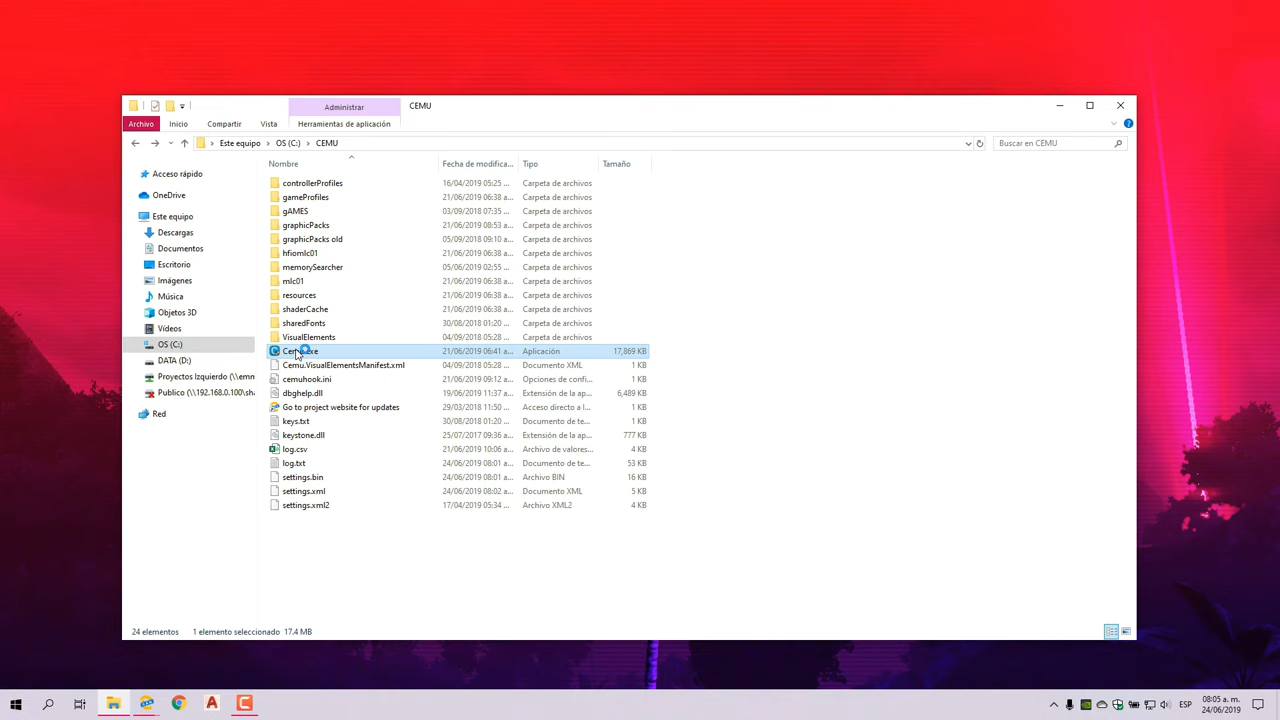 Administrar
CEMU
Archivo
Inicio
Compartir
Vista
Herramientas de aplicación
Este equipo > OS (C:) > CEMU
Buscar en CEMU
Nombre
Fecha de modifica...
Tipo
Tamaño
Acceso rápido
OneDrive
Este equipo
Descargas
Documentos
Escritorio
Imágenes
Música
Objetos 3D
Vídeos
OS (C:)
DATA (D:)
Proyectos Izquierdo (\\emm
Publico (\\192.168.0.100\sha
Red
controllerProfiles 16/04/2019 05:25 ... Carpeta de archivos
gameProfiles 21/06/2019 06:38 ... Carpeta de archivos
gAMES 03/09/2018 07:35 ... Carpeta de archivos
graphicPacks 21/06/2019 08:53 ... Carpeta de archivos
graphicPacks old 05/09/2018 09:10 ... Carpeta de archivos
hfiomlc01 21/06/2019 06:38 ... Carpeta de archivos
memorySearcher 05/06/2019 02:55 ... Carpeta de archivos
mlc01 21/06/2019 06:38 ... Carpeta de archivos
resources 21/06/2019 06:38 ... Carpeta de archivos
shaderCache 21/06/2019 06:38 ... Carpeta de archivos
sharedFonts 30/08/2018 01:20 ... Carpeta de archivos
VisualElements 04/09/2018 05:28 ... Carpeta de archivos
21/06/2019 06:41 a... Aplicación 17,869 KB
Cemu.VisualElementsManifest.xml 04/09/2018 05:28 ... Documento XML 1 KB
cemuhook.ini 21/06/2019 09:12 ... Opciones de confi... 1 KB
dbghelp.dll 19/06/2019 11:37 a... Extensión de la ap... 6,489 KB
Go to project website for updates 29/03/2018 11:50 ... Acceso directo a I... 1 KB
keys.txt 30/08/2018 01:20 ... Documento de te... 1 KB
keystone.dll 25/07/2017 09:36 a... Extensión de la ap... 777 KB
log.csv 21/06/2019 10:06 a... Archivo de valores... 4 KB
log.txt 24/06/2019 08:01 a... Documento de te... 53 KB
settings.bin 24/06/2019 08:01 a... Archivo BIN 16 KB
settings.xml 24/06/2019 08:02 a... Documento XML 5 KB
settings.xml2 17/04/2019 05:34 ... Archivo XML2 4 KB
24 elementos
1 elemento seleccionado 17.4 MB
ESP
08:05 a. m.
24/06/2019